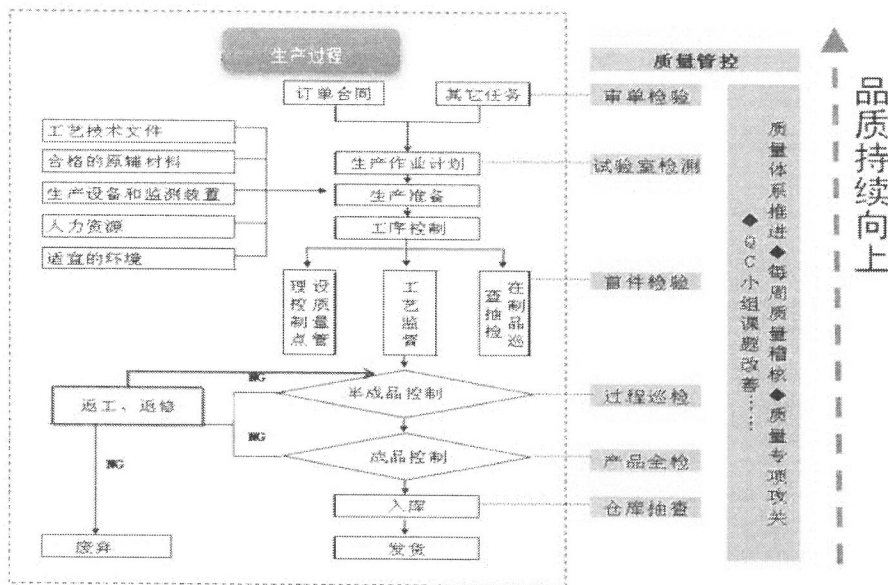 生产过程
质量管控
订单合同
其它任务
审单检验
工艺技术文件
合格的原辅材料
生产设备和监测装置
人力资源
适宜的环境
生产作业计划
试验室检测
生产准备
工序控制
设质量管
理控制点
工艺监督
在制品巡
查抽检
首件检验
NG
半成品控制
过程巡检
返工、返修
NG
成品控制
产品全检
NG
入库
仓库抽查
废弃
发货
质量体系推进◆每周质量稽核◆质量专项攻关
◆QC小组课题改善……
品质持续向上